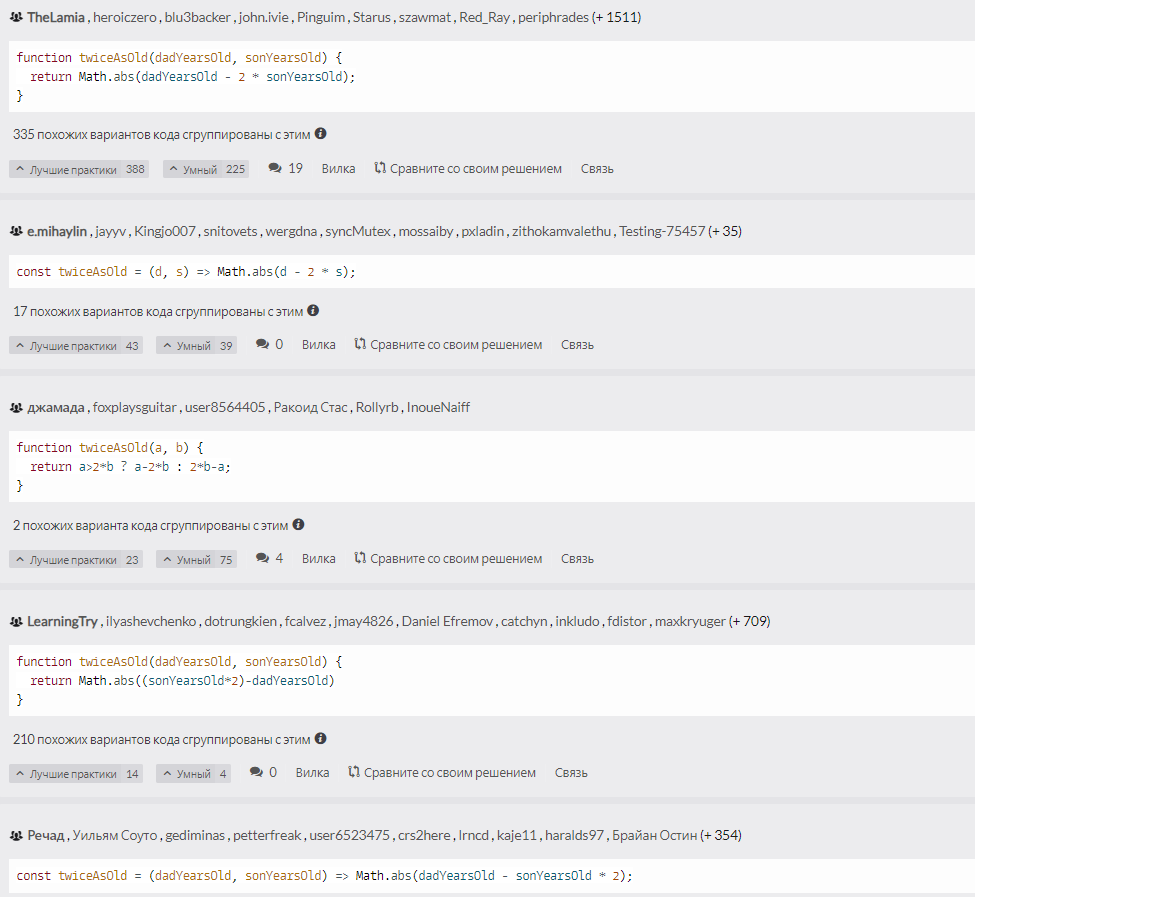 TheLamia , heroiczero , blu3backer , john.ivie , Pinguim , Starus , szawmat , Red_Ray , periphrades (+ 1511)
function twiceAsOld(dadYearsOld, sonYearsOld) {
  return Math.abs(dadYearsOld - 2 * sonYearsOld);
}
335 похожих вариантов кода сгруппированы с этим
Лучшие практики 388 Умный 225 19 Вилка Сравните со своим решением Связь
e.mihaylin , jayyv , Kingjo007 , snitovets , wergdna , syncMutex , mossaiby , pxladin , zithokamvalethu , Testing-75457 (+ 35)
const twiceAsOld = (d, s) => Math.abs(d - 2 * s);
17 похожих вариантов кода сгруппированы с этим
Лучшие практики 43 Умный 39 0 Вилка Сравните со своим решением Связь
джамада , foxplaysguitar , user8564405 , Ракоид Стас , Rollyrb , InoueNaiff
function twiceAsOld(a, b) {
  return a>2*b ? a-2*b : 2*b-a;
}
2 похожих варианта кода сгруппированы с этим
Лучшие практики 23 Умный 75 4 Вилка Сравните со своим решением Связь
LearningTry , ilyashevchenko , dotrungkien , fcalvez , jmay4826 , Daniel Efremov , catchyn , inkludo , fdistor , maxkryuger (+ 709)
function twiceAsOld(dadYearsOld, sonYearsOld) {
  return Math.abs((sonYearsOld*2)-dadYearsOld)
}
210 похожих вариантов кода сгруппированы с этим
Лучшие практики 14 Умный 4 0 Вилка Сравните со своим решением Связь
Речад , Уильям Соуто , gediminas , petterfreak , user6523475 , crs2here , lrncd , kaje11 , haralds97 , Брайан Остин (+ 354)
const twiceAsOld = (dadYearsOld, sonYearsOld) => Math.abs(dadYearsOld - sonYearsOld * 2);